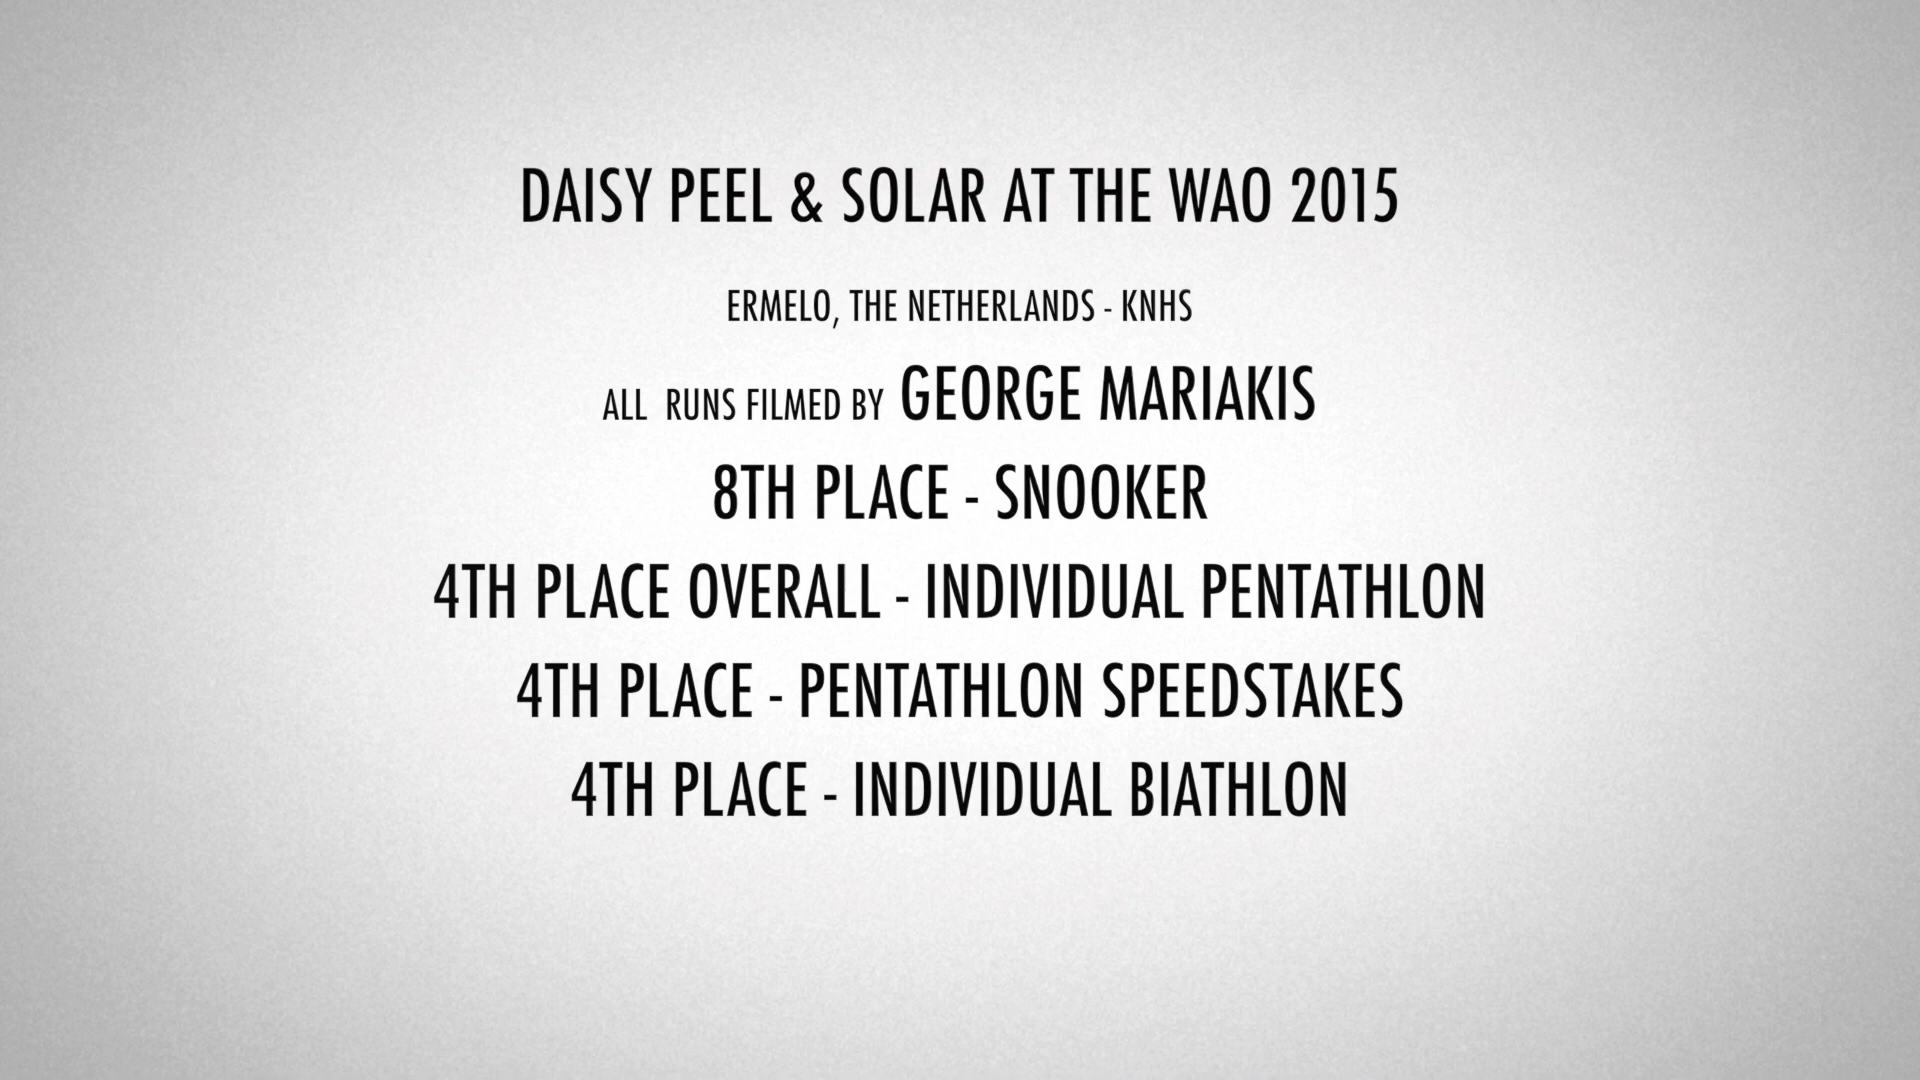 DAISY PEEL & SOLAR AT THE WAO 2015
ERMELO, THE NETHERLANDS - KNHS
ALL RUNS FILMED BY GEORGE MARIAKIS
8TH PLACE - SNOOKER
4TH PLACE OVERALL - INDIVIDUAL PENTATHLON
4TH PLACE - PENTATHLON SPEEDSTAKES
4TH PLACE - INDIVIDUAL BIATHLON